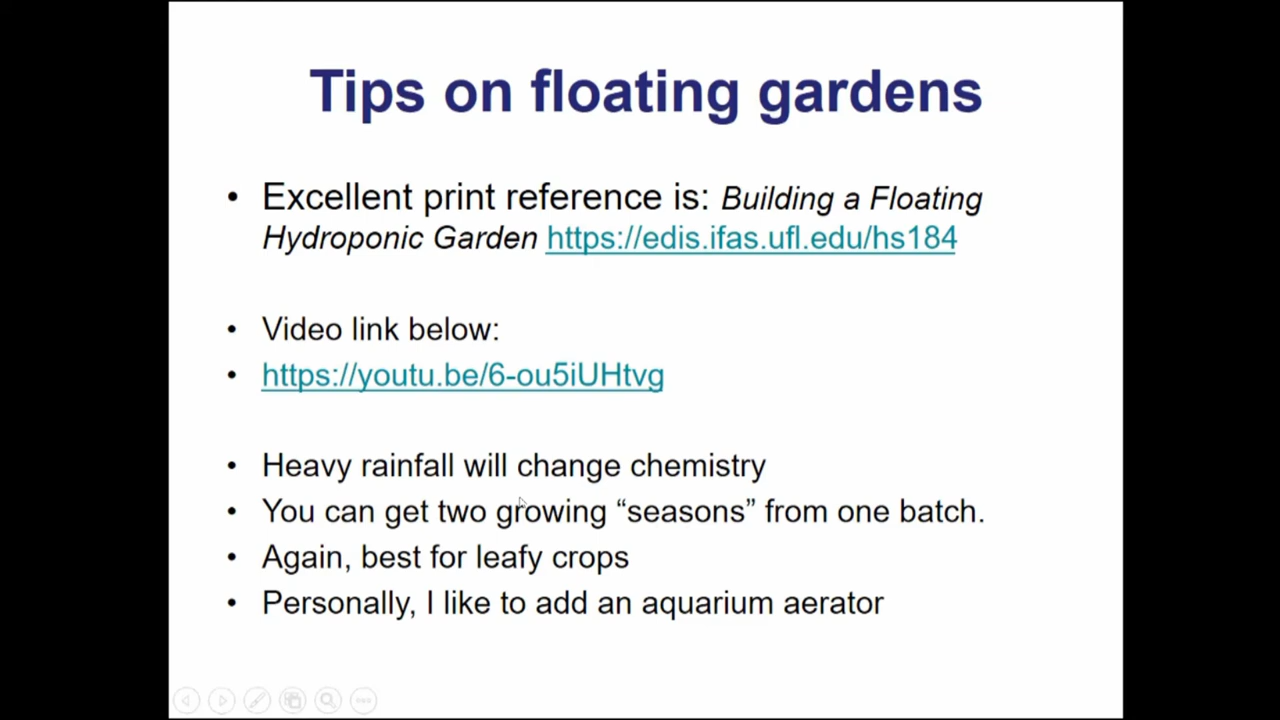 Tips on floating gardens
• Excellent print reference is: Building a Floating
Hydroponic Garden https://edis.ifas.ufl.edu/hs184
• Video link below:
• https://youtu.be/6-ou5iUHtvg
• Heavy rainfall will change chemistry
• You can get two growing “seasons” from one batch.
• Again, best for leafy crops
• Personally, I like to add an aquarium aerator